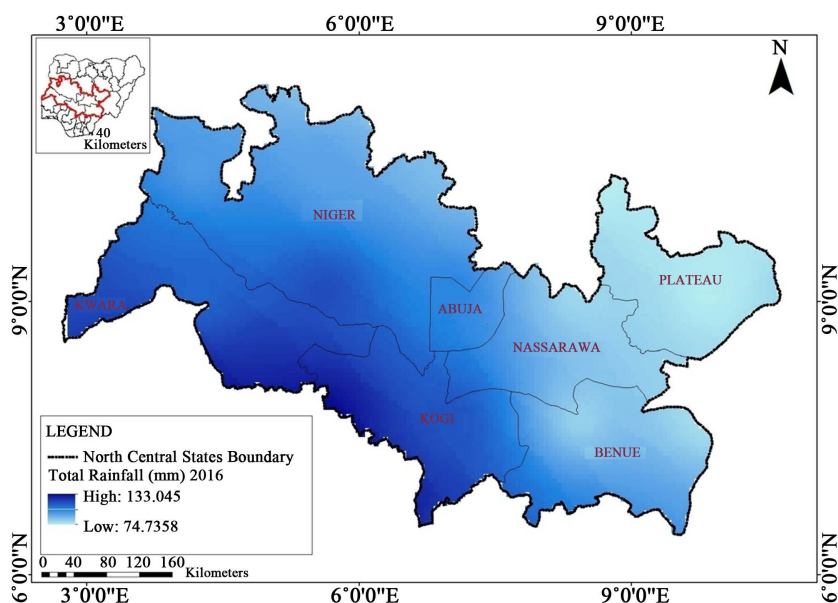 3°0'0"E 6°0'0"E 9°0'0"E
40
Kilometers
N
NIGER
PLATEAU
9°0'0"N 9°0'0"N
KWARA
ABUJA
NASSARAWA
KOGI
BENUE
LEGEND
North Central States Boundary
Total Rainfall (mm) 2016
High: 133.045
Low: 74.7358
0 20 40 80 120 160
Kilometers
6°0'0"N 6°0'0"N
3°0'0"E 6°0'0"E 9°0'0"E